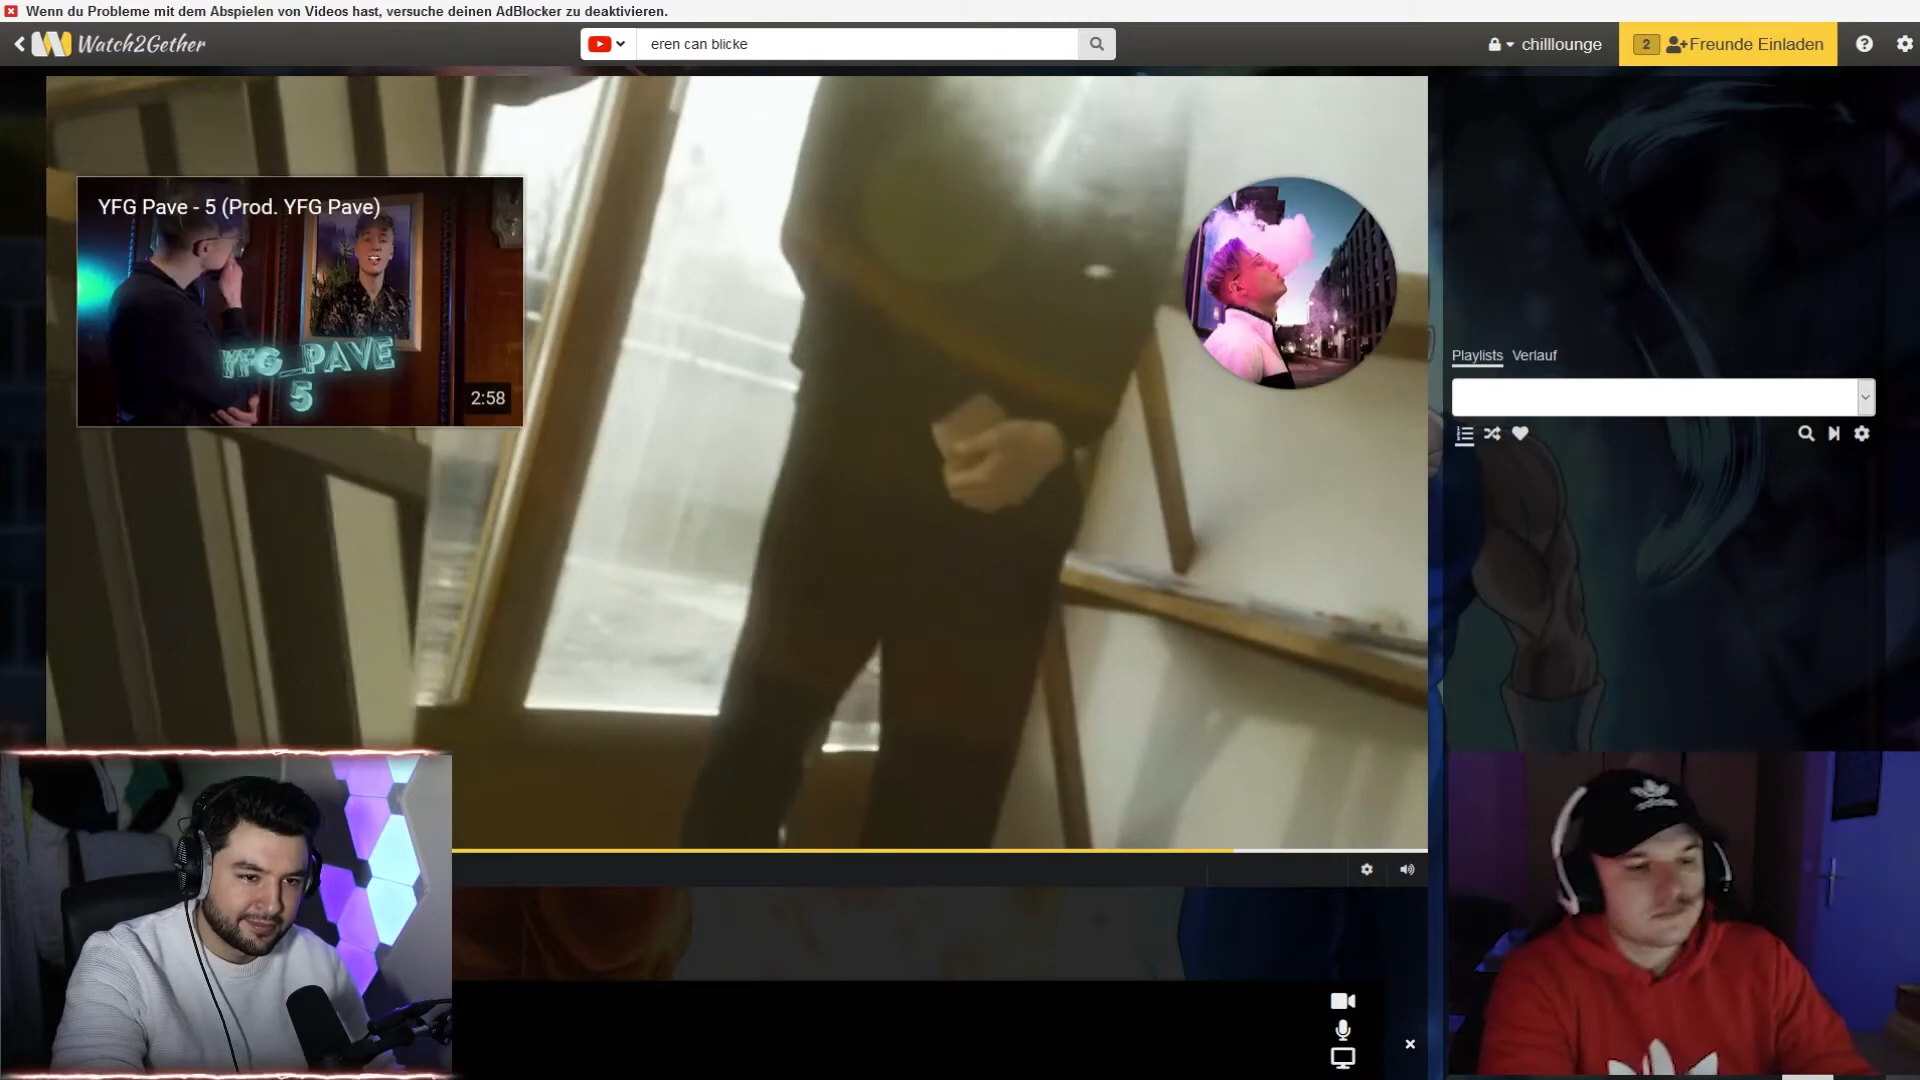 Wenn du Probleme mit dem Abspielen von Videos hast, versuche deinen AdBlocker zu deaktivieren.
Watch2Gether
eren can blicke
chilllounge
2
Freunde Einladen
YFG Pave - 5 (Prod. YFG Pave)
YFG_PAVE
5
2:58
Playlists
Verlauf
adidas